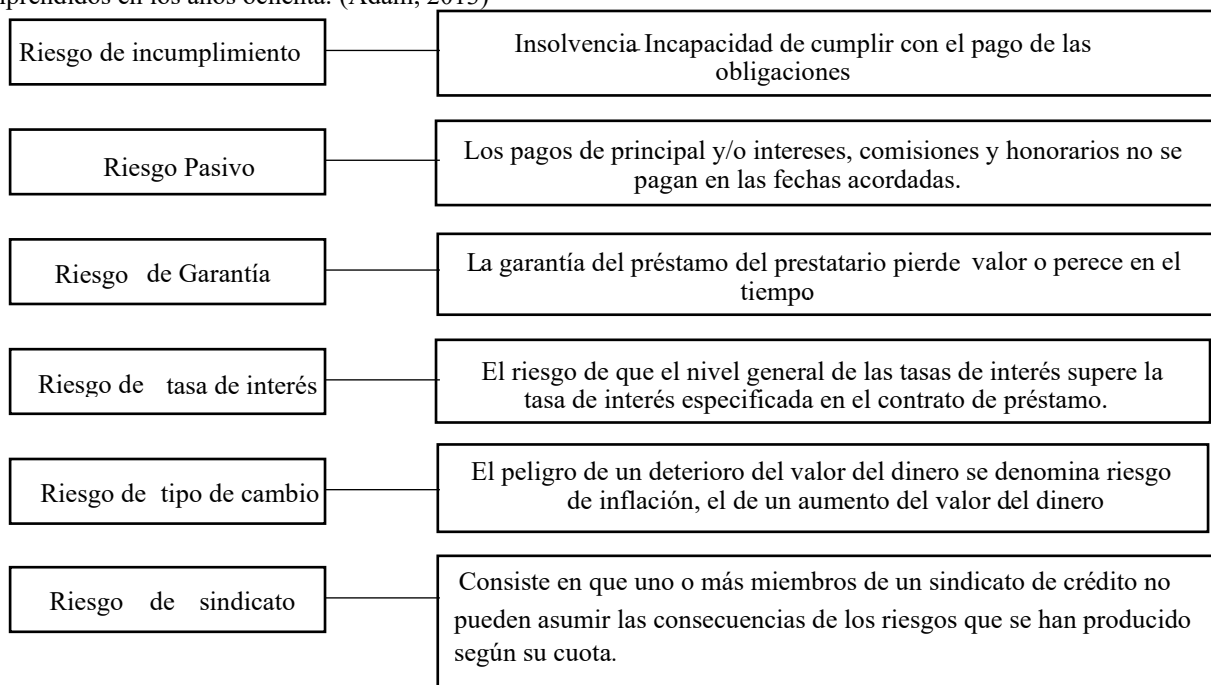 prendidos en los años ochenta. (Adam, 2013)
Riesgo de incumplimiento
Insolvencia Incapacidad de cumplir con el pago de las
obligaciones
Riesgo Pasivo
Los pagos de principal y/o intereses, comisiones y honorarios no se
pagan en las fechas acordadas.
Riesgo de Garantía
La garantía del préstamo del prestatario pierde valor o perece en el
tiempo
Riesgo de tasa de interés
El riesgo de que el nivel general de las tasas de interés supere la
tasa de interés especificada en el contrato de préstamo.
Riesgo de tipo de cambio
El peligro de un deterioro del valor del dinero se denomina riesgo
de inflación, el de un aumento del valor del dinero
Riesgo de sindicato
Consiste en que uno o más miembros de un sindicato de crédito no
pueden asumir las consecuencias de los riesgos que se han producido
según su cuota.